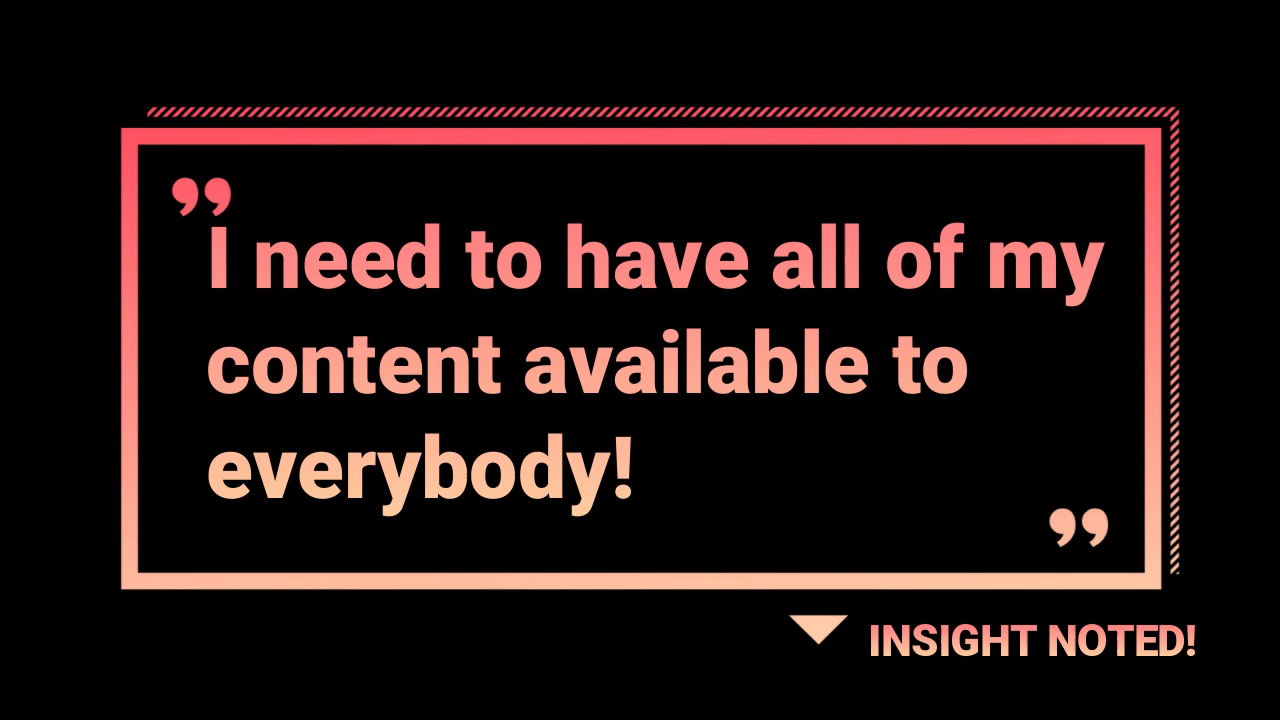 ”
I need to have all of my
content available to
everybody!
”
INSIGHT NOTED!